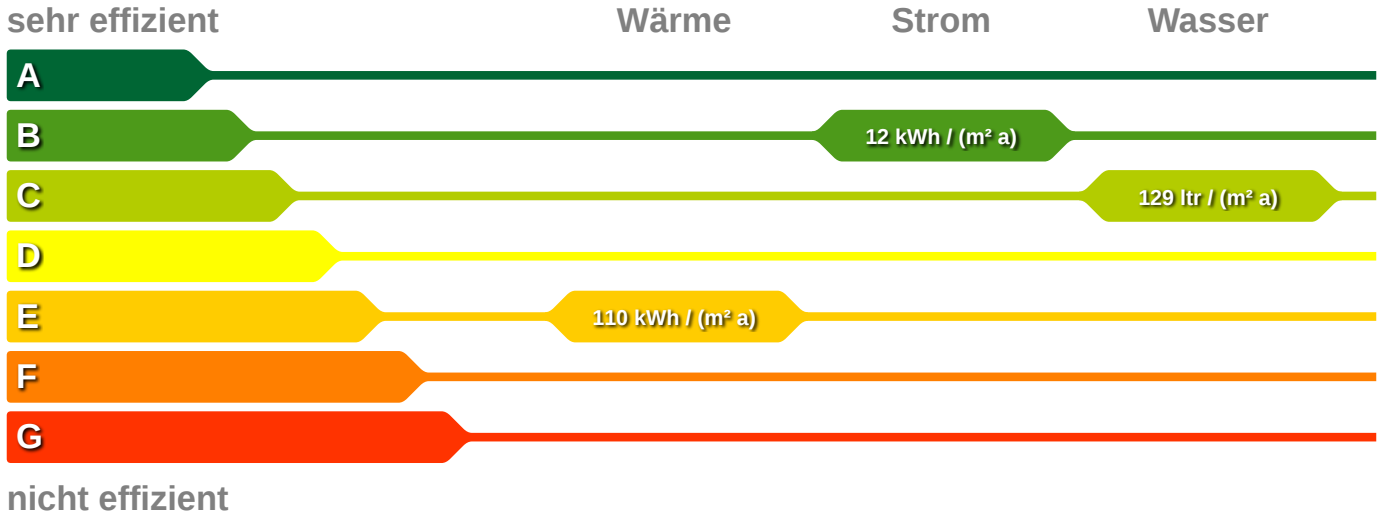 sehr effizient Wärme Strom Wasser
A
B 12 kWh / (m² a)
C 129 ltr / (m² a)
D
E 110 kWh / (m² a)
F
G
nicht effizient